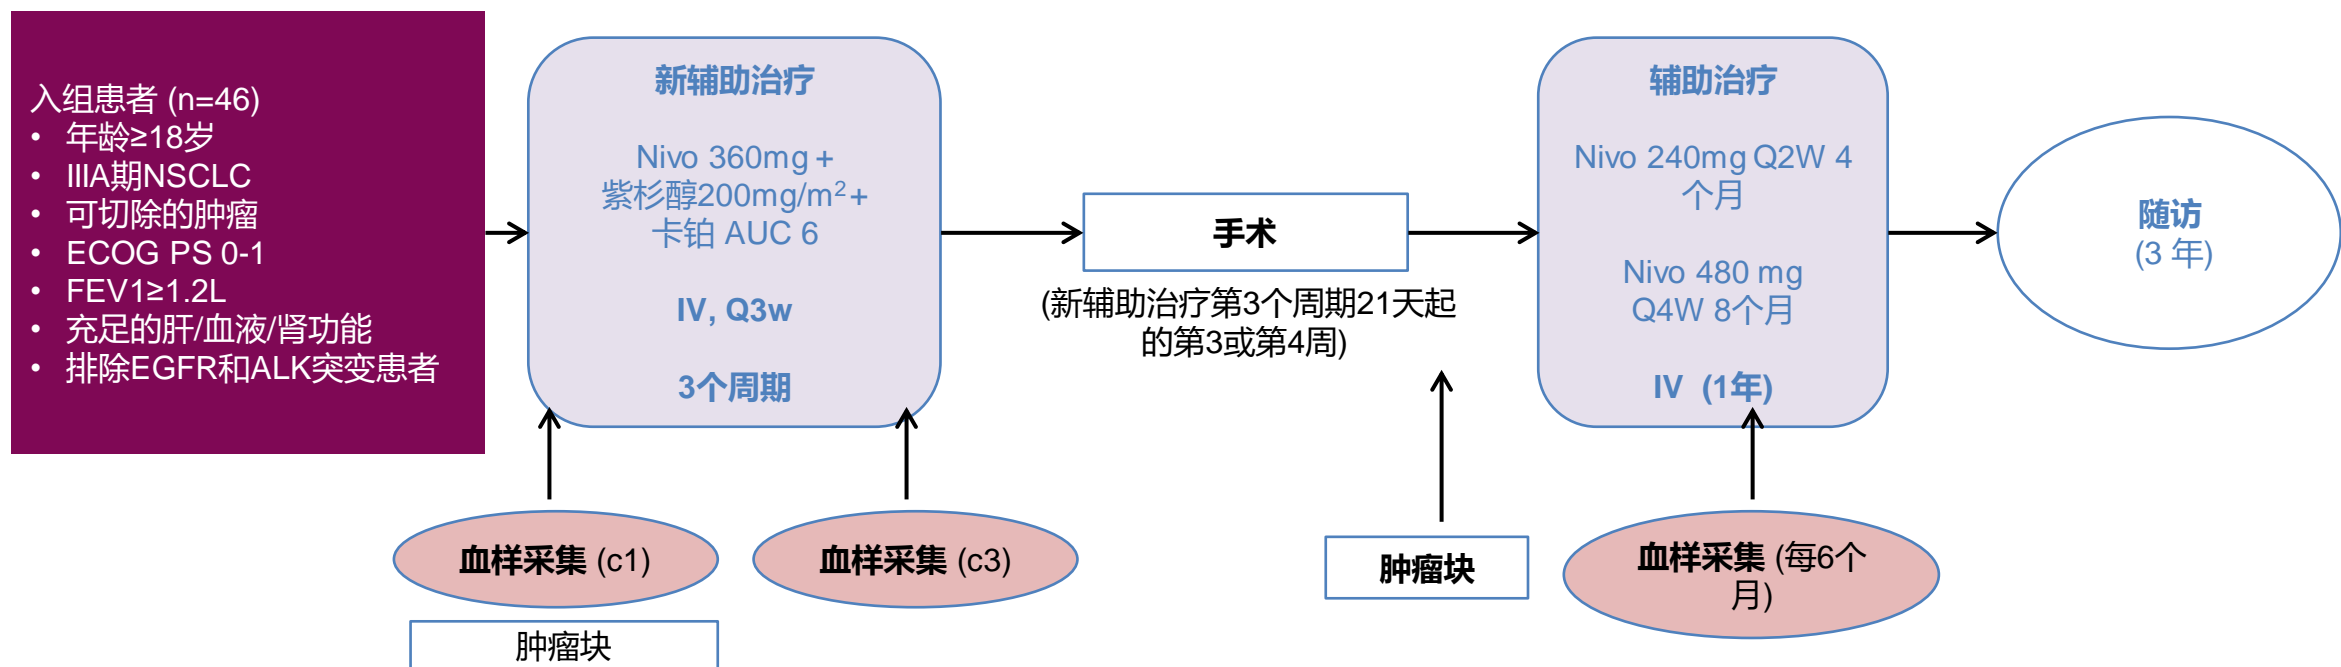 入组患者 (n=46)
• 年龄≥18岁
• IIIA期NSCLC
• 可切除的肿瘤
• ECOG PS 0-1
• FEV1≥1.2L
• 充足的肝/血液/肾功能
• 排除EGFR和ALK突变患者
新辅助治疗
Nivo 360mg +
紫杉醇200mg/m²+
卡铂 AUC 6
IV, Q3w
3个周期
手术
(新辅助治疗第3个周期21天起
的第3或第4周)
辅助治疗
Nivo 240mg Q2W 4
个月
Nivo 480 mg
Q4W 8个月
IV (1年)
随访
(3 年)
血样采集 (c1)
血样采集 (c3)
肿瘤块
血样采集 (每6个
月)
肿瘤块